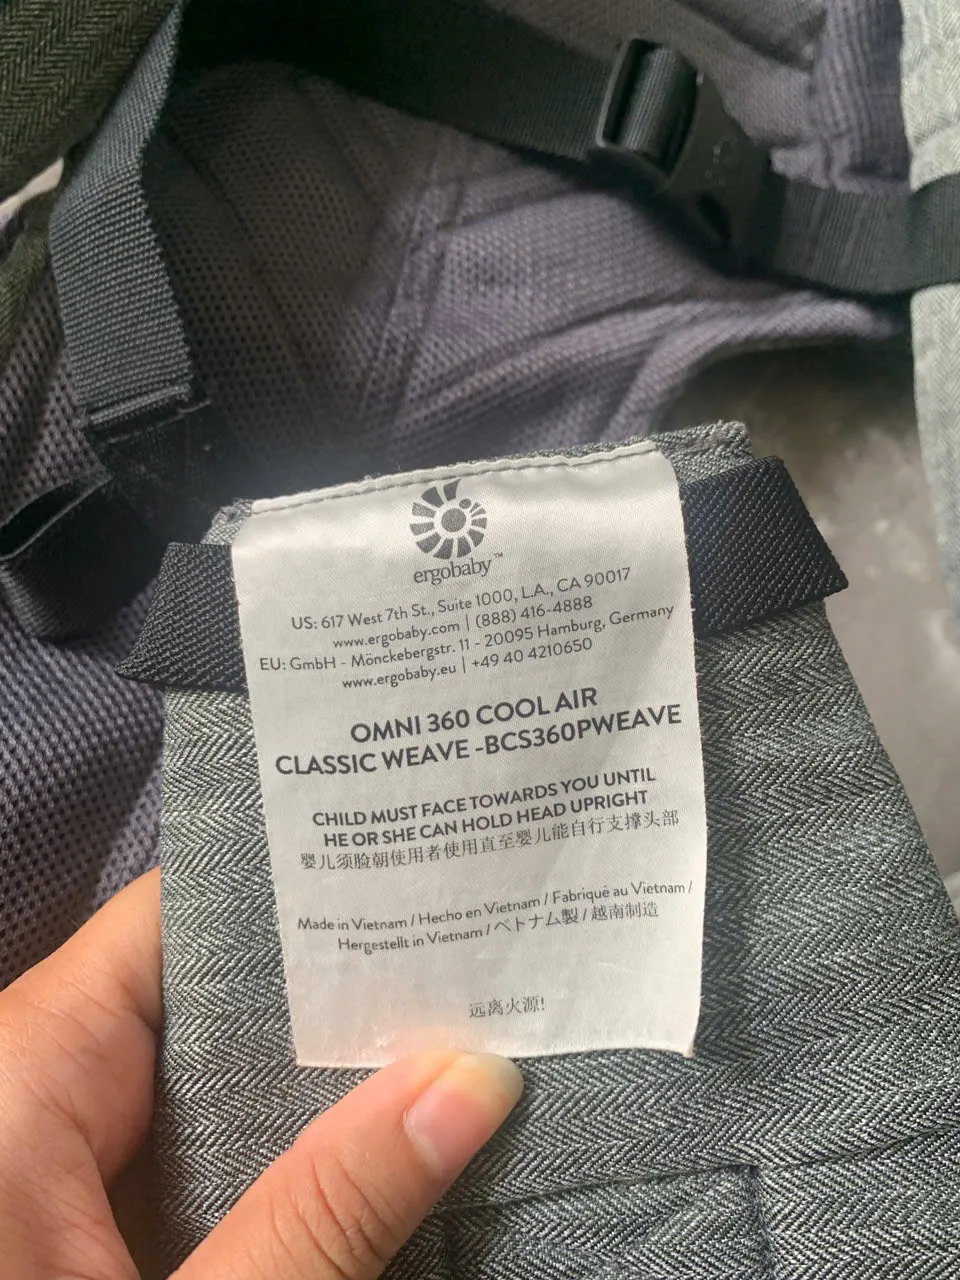 ergobaby™
US: 617 West 7th St., Suite 1000, L.A., CA 90017
www.ergobaby.com | (888) 416-4888
EU: GmbH - Mönckebergstr. 11 - 20095 Hamburg, Germany
www.ergobaby.eu | +49 40 4210650
OMNI 360 COOL AIR
CLASSIC WEAVE -BCS360PWEAVE
CHILD MUST FACE TOWARDS YOU UNTIL
HE OR SHE CAN HOLD HEAD UPRIGHT
婴儿须脸朝使用者使用直至婴儿能自行支撑头部
Made in Vietnam / Hecho en Vietnam / Fabriqué au Vietnam /
Hergestellt in Vietnam / ベトナム製 / 越南制造
远离火源!